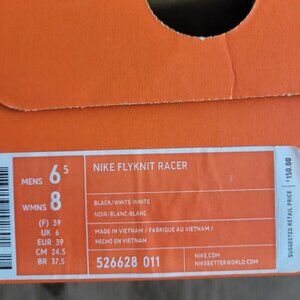 MENS 6.5
WMNS 8
(F) 39
UK 6
EUR 39
CM 24.5
BR 37.5
NIKE FLYKNIT RACER
BLACK/WHITE-WHITE
NOIR/BLANC-BLANC
MADE IN VIETNAM / FABRIQUE AU VIETNAM /
HECHO EN VIETNAM
526628 011
NIKE.COM
NIKEBETTERWORLD.COM
SUGGESTED RETAIL PRICE
$150.00